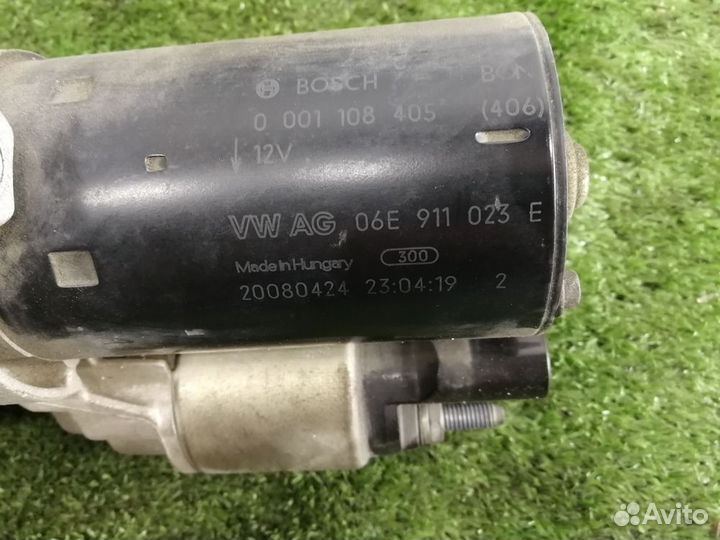 BOSCH
0 001 108 405 (406)
12V
VW AG 06E 911 023 E
Made in Hungary 300
20080424 23:04:19 2
Avito